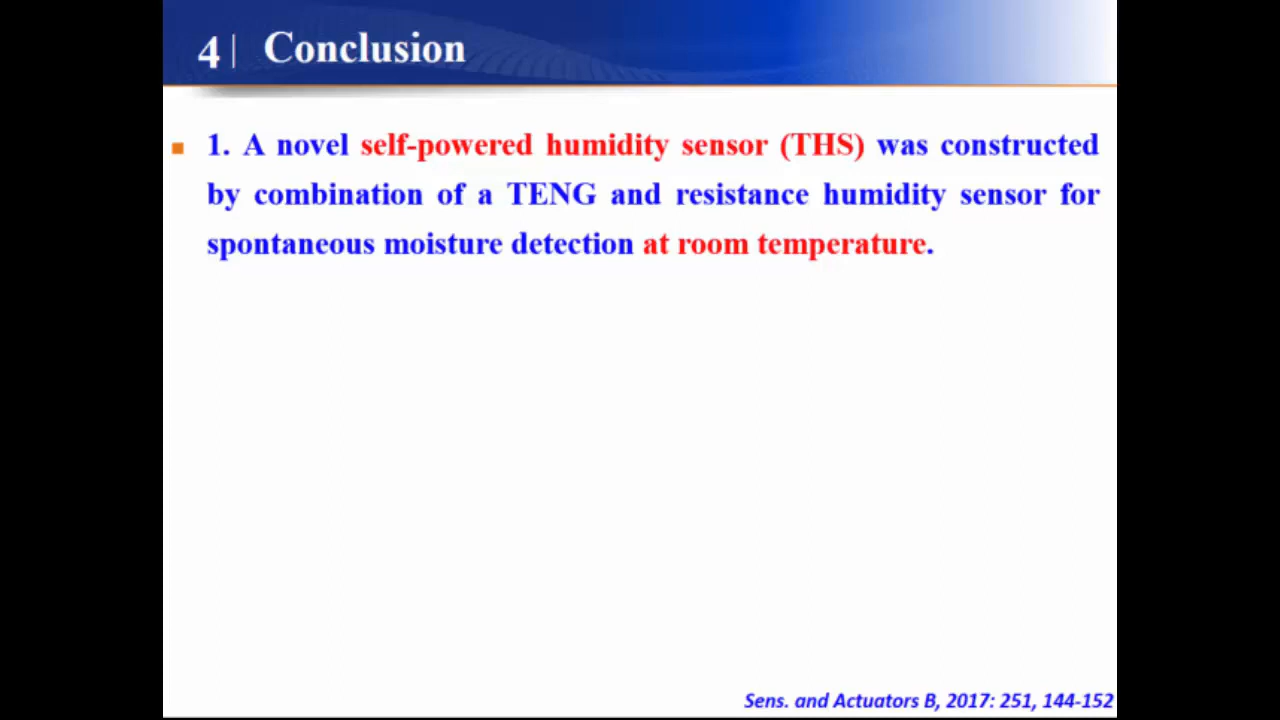 4 | Conclusion
1. A novel self-powered humidity sensor (THS) was constructed
by combination of a TENG and resistance humidity sensor for
spontaneous moisture detection at room temperature.
Sens. and Actuators B, 2017: 251, 144-152